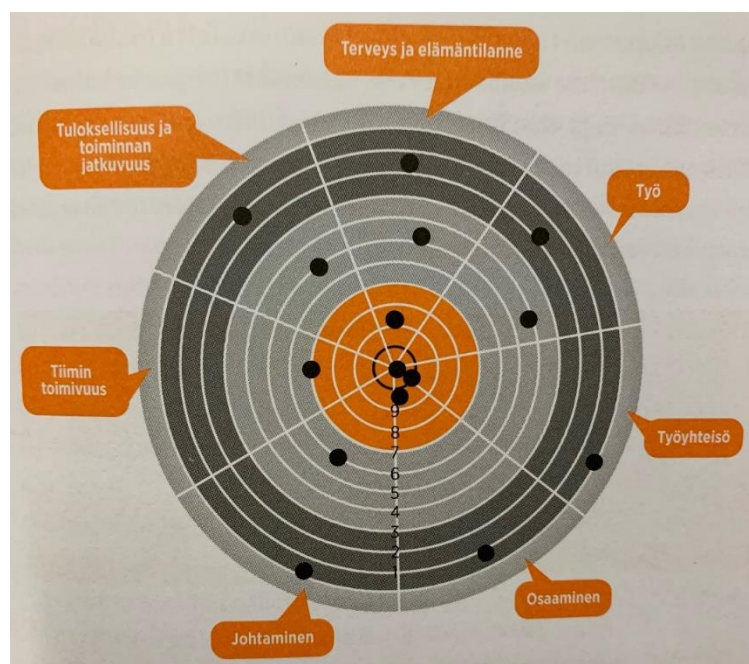 Terveys ja elämäntilanne
Tuloksellisuus ja
toiminnan
jatkuvuus
Työ
Tiimin
toimivuus
Työyhteisö
9
8
7
6
5
4
3
2
1
Osaaminen
Johtaminen